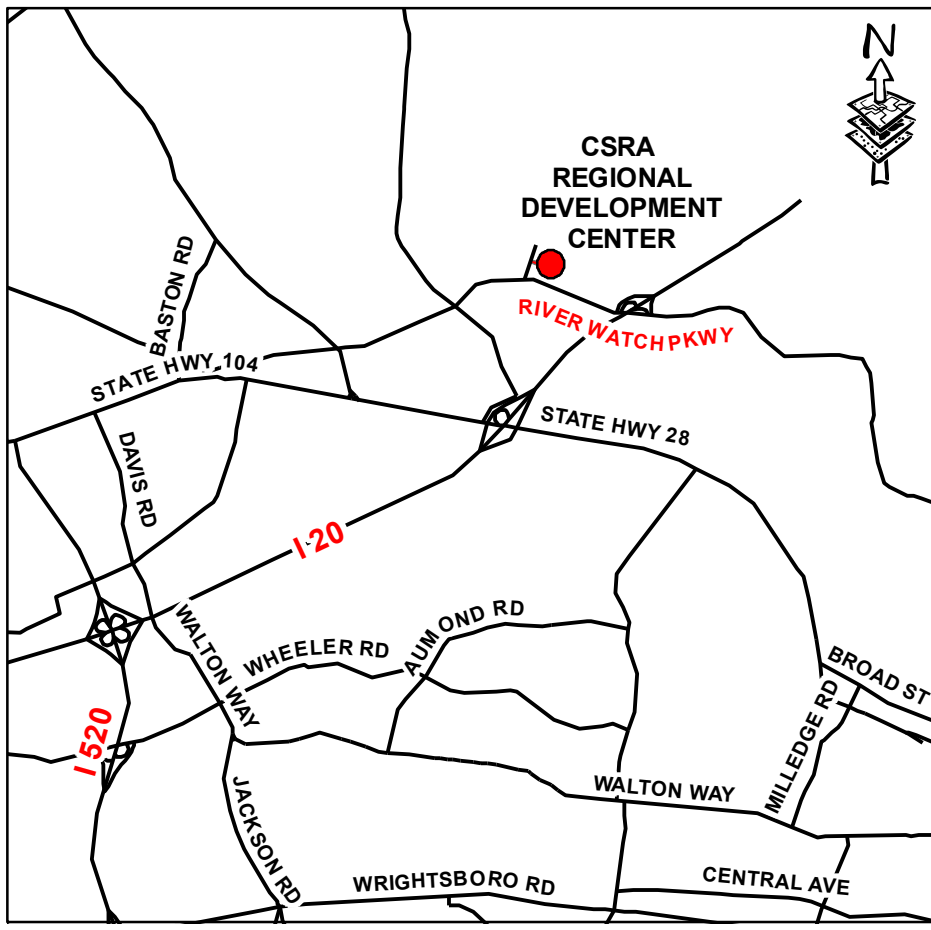 N
CSRA
REGIONAL
DEVELOPMENT
CENTER
BASTON RD
RIVER WATCH PKWY
STATE HWY 104
STATE HWY 28
DAVIS RD
I 20
WALTON WAY
WHEELER RD
AUMOND RD
BROAD ST
I 520
MILLEDGE RD
WALTON WAY
JACKSON RD
WRIGHTSBORO RD
CENTRAL AVE